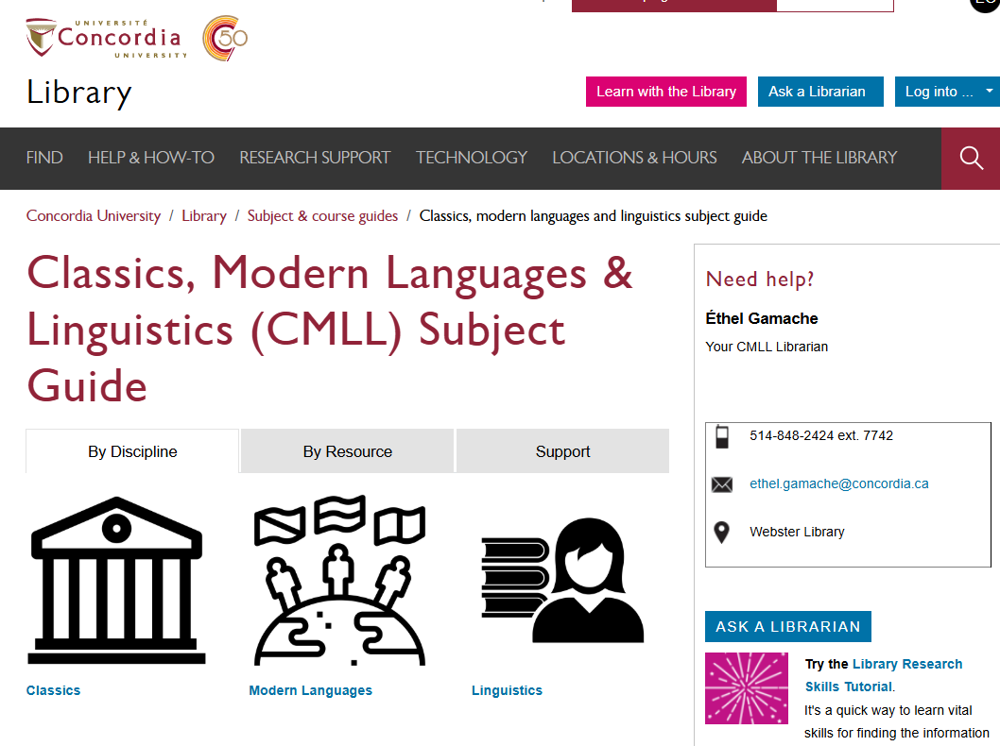 UNIVERSITÉ
Concordia
UNIVERSITY
50
Library
Learn with the Library
Ask a Librarian
Log into ...
FIND
HELP & HOW-TO
RESEARCH SUPPORT
TECHNOLOGY
LOCATIONS & HOURS
ABOUT THE LIBRARY
Concordia University / Library / Subject & course guides / Classics, modern languages and linguistics subject guide
Classics, Modern Languages &
Linguistics (CMLL) Subject
Guide
By Discipline
By Resource
Support
Classics
Modern Languages
Linguistics
Need help?
Éthel Gamache
Your CMLL Librarian
514-848-2424 ext. 7742
ethel.gamache@concordia.ca
Webster Library
ASK A LIBRARIAN
Try the Library Research
Skills Tutorial.
It's a quick way to learn vital
skills for finding the information